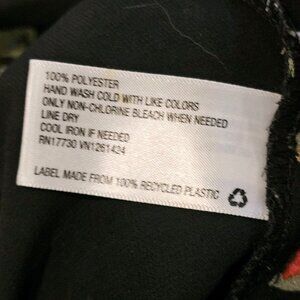 100% POLYESTER
HAND WASH COLD WITH LIKE COLORS
ONLY NON-CHLORINE BLEACH WHEN NEEDED
LINE DRY
COOL IRON IF NEEDED
RN17730 VN1261424
LABEL MADE FROM 100% RECYCLED PLASTIC